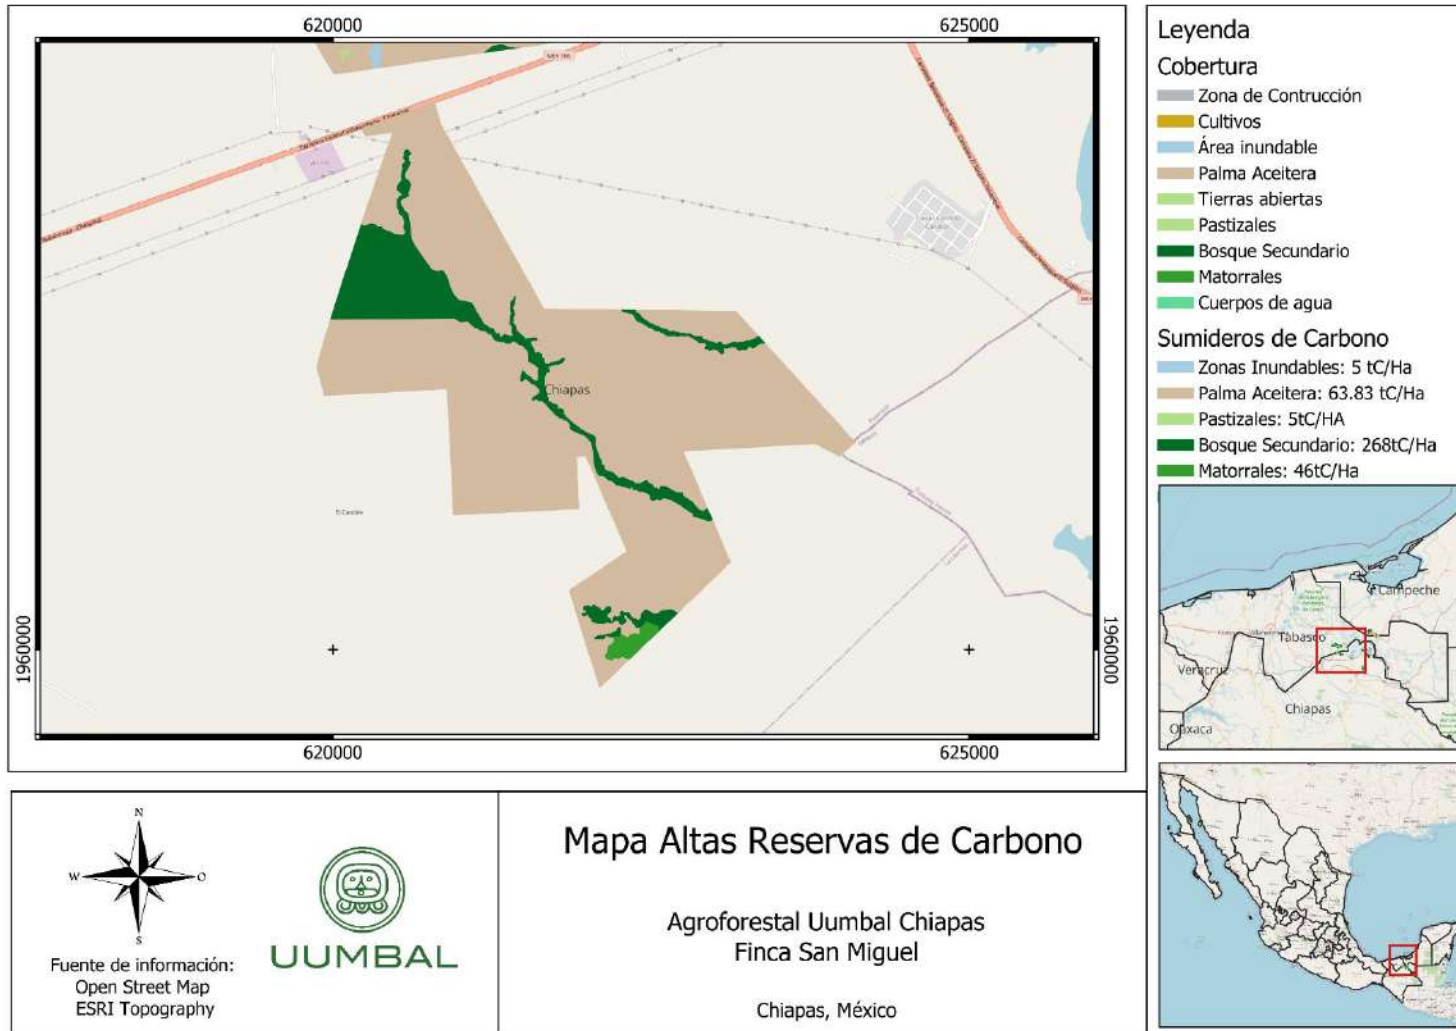 620000
625000
MEX 186
Chiapas
El Candea
1960000
1960000
620000
625000
Leyenda
Cobertura
Zona de Contrucción
Cultivos
Área inundable
Palma Aceitera
Tierras abiertas
Pastizales
Bosque Secundario
Matorrales
Cuerpos de agua
Sumideros de Carbono
Zonas Inundables: 5 tC/Ha
Palma Aceitera: 63.83 tC/Ha
Pastizales: 5tC/HA
Bosque Secundario: 268tC/Ha
Matorrales: 46tC/Ha
Campeche
Tabasco
Veracruz
Chiapas
Oaxaca
N
W
O
S
Fuente de información:
Open Street Map
ESRI Topography
UUMBAL
Mapa Altas Reservas de Carbono
Agroforestal Uumbal Chiapas
Finca San Miguel
Chiapas, México